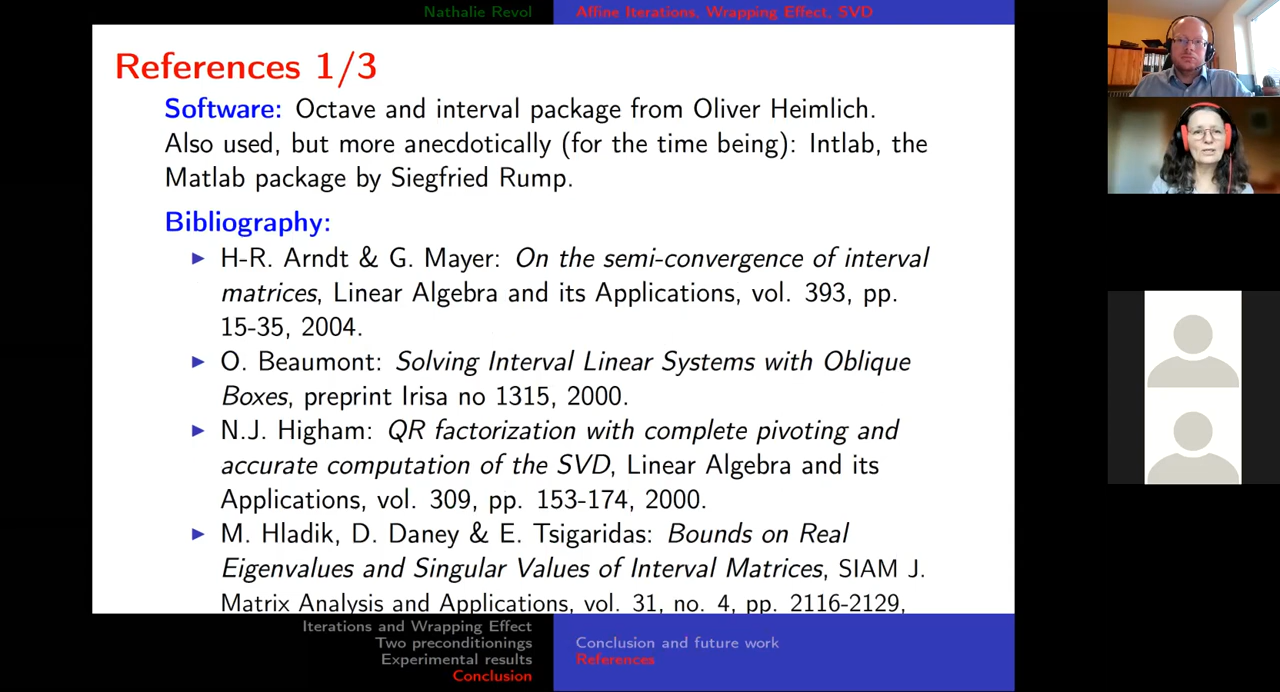 Nathalie Revol
Affine Iterations, Wrapping Effect, SVD
References 1/3
Software: Octave and interval package from Oliver Heimlich.
Also used, but more anecdotically (for the time being): Intlab, the
Matlab package by Siegfried Rump.
Bibliography:
▶ H-R. Arndt & G. Mayer: On the semi-convergence of interval
matrices, Linear Algebra and its Applications, vol. 393, pp.
15-35, 2004.
▶ O. Beaumont: Solving Interval Linear Systems with Oblique
Boxes, preprint Irisa no 1315, 2000.
▶ N.J. Higham: QR factorization with complete pivoting and
accurate computation of the SVD, Linear Algebra and its
Applications, vol. 309, pp. 153-174, 2000.
▶ M. Hladik, D. Daney & E. Tsigaridas: Bounds on Real
Eigenvalues and Singular Values of Interval Matrices, SIAM J.
Matrix Analysis and Applications, vol. 31, no. 4, pp. 2116-2129,
Iterations and Wrapping Effect
Two preconditionings
Experimental results
Conclusion
Conclusion and future work
References